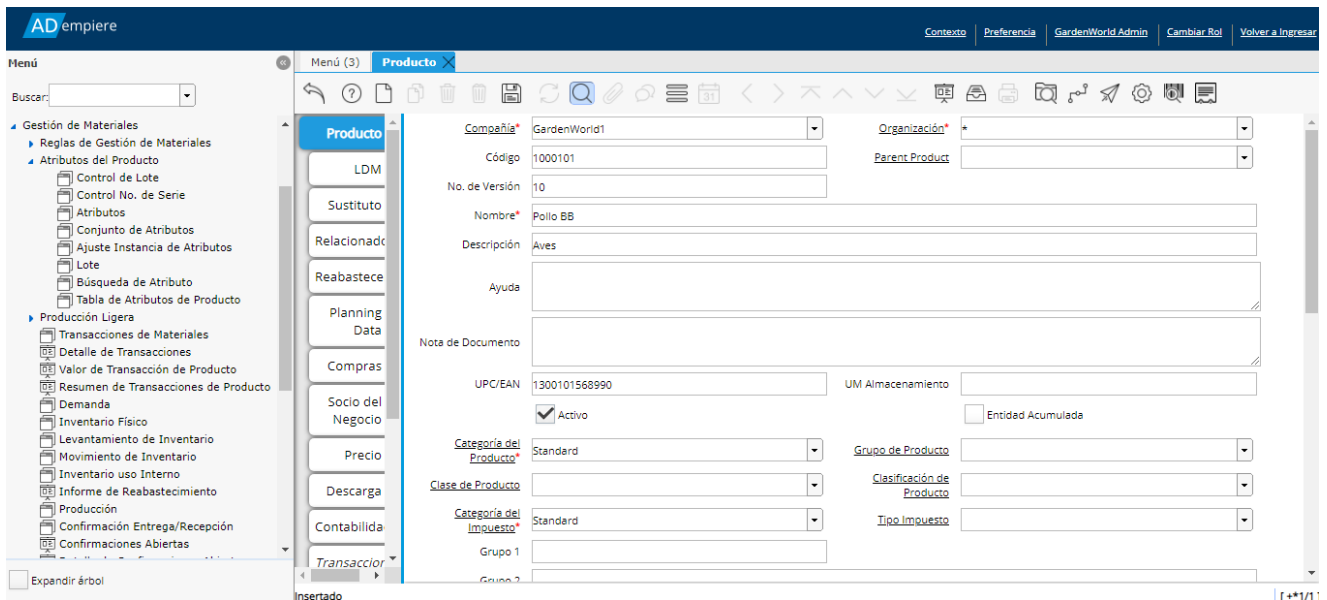 ADempiere
Contexto Preferencia GardenWorld Admin Cambiar Rol Volver a Ingresar
Menú
Menú (3) Producto
Buscar:
Gestión de Materiales
Reglas de Gestión de Materiales
Atributos del Producto
Control de Lote
Control No. de Serie
Atributos
Conjunto de Atributos
Ajuste Instancia de Atributos
Lote
Búsqueda de Atributo
Tabla de Atributos de Producto
Producción Ligera
Transacciones de Materiales
Detalle de Transacciones
Valor de Transacción de Producto
Resumen de Transacciones de Producto
Demanda
Inventario Físico
Levantamiento de Inventario
Movimiento de Inventario
Inventario uso Interno
Informe de Reabastecimiento
Producción
Confirmación Entrega/Recepción
Confirmaciones Abiertas
Expandir árbol
31
Producto
LDM
Sustituto
Relacionado
Reabastece
Planning
Data
Compras
Socio del
Negocio
Precio
Descarga
Contabilida
Transaccion
Compañía* GardenWorld1 Organización* *
Código 1000101 Parent Product
No. de Versión 10
Nombre* Pollo BB
Descripción Aves
Ayuda
Nota de Documento
UPC/EAN 1300101568990 UM Almacenamiento
Activo Entidad Acumulada
Categoría del
Producto* Standard Grupo de Producto
Clase de Producto Clasificación de
Producto
Categoría del
Impuesto* Standard Tipo Impuesto
Grupo 1
Grupo 2
Insertado [ +*1/1 ]